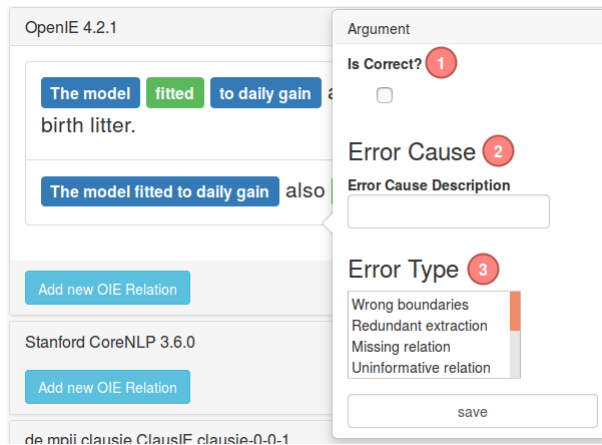 OpenIE 4.2.1
The model fitted to daily gain
birth litter.
The model fitted to daily gain also
Add new OIE Relation
Stanford CoreNLP 3.6.0
Add new OIE Relation
de mpii clausie ClausIE clausie-0-0-1
Argument
Is Correct? 1
Error Cause 2
Error Cause Description
Error Type 3
Wrong boundaries
Redundant extraction
Missing relation
Uninformative relation
save